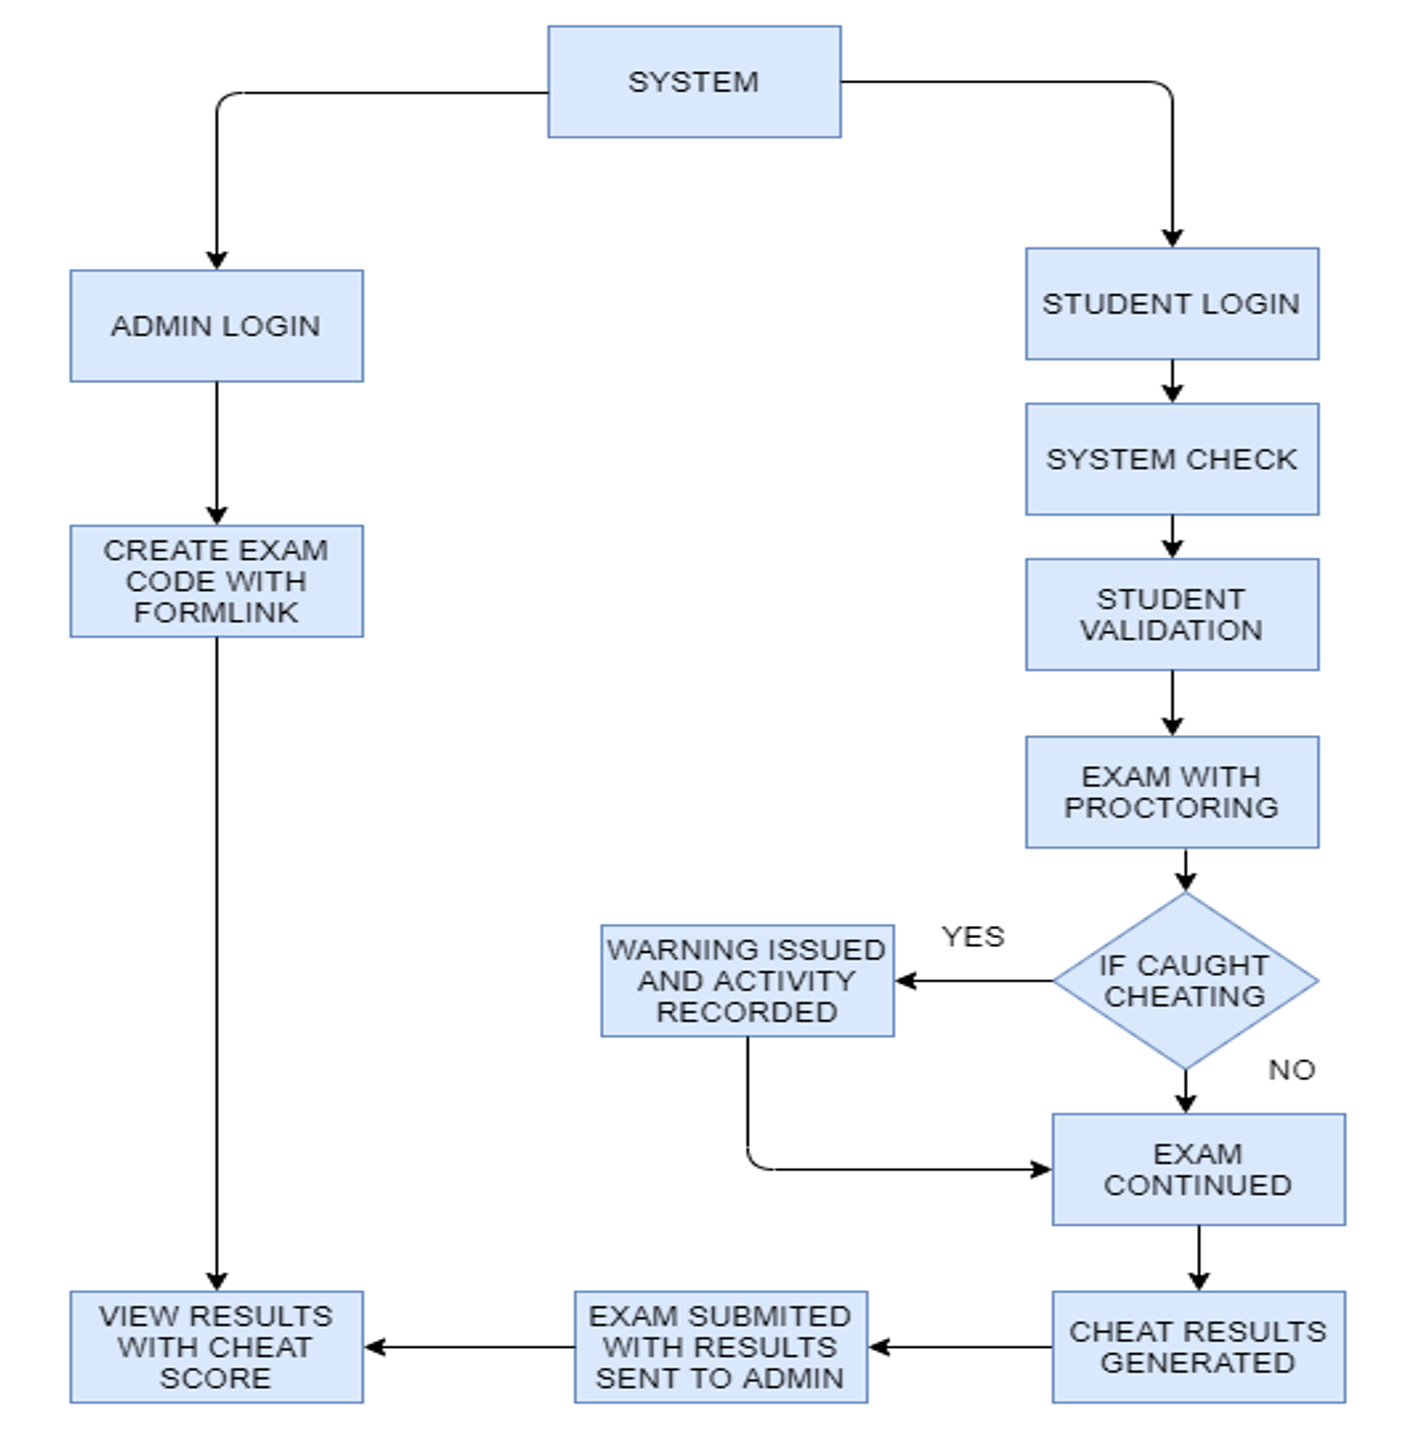 SYSTEM
ADMIN LOGIN
STUDENT LOGIN
SYSTEM CHECK
CREATE EXAM
CODE WITH
FORMLINK
STUDENT
VALIDATION
EXAM WITH
PROCTORING
IF CAUGHT
CHEATING
YES
WARNING ISSUED
AND ACTIVITY
RECORDED
NO
EXAM
CONTINUED
CHEAT RESULTS
GENERATED
EXAM SUBMITED
WITH RESULTS
SENT TO ADMIN
VIEW RESULTS
WITH CHEAT
SCORE